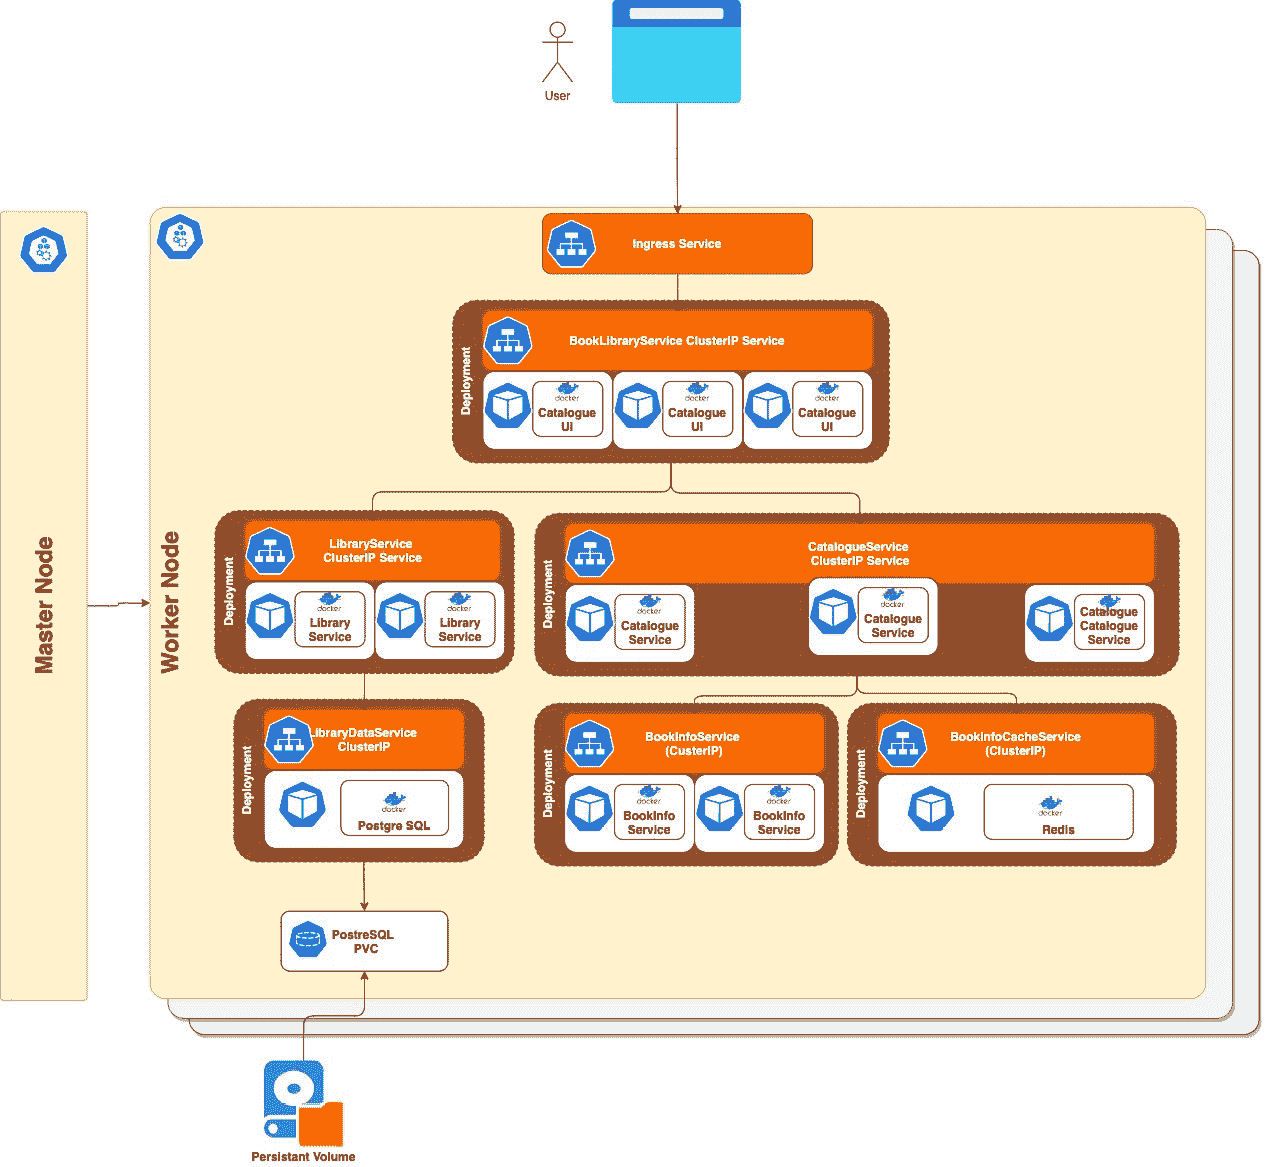 User
Ingress Service
Deployment
BookLibraryService ClusterIP Service
docker
Catalogue
UI
docker
Catalogue
UI
docker
Catalogue
UI
Master Node
Worker Node
Deployment
LibraryService
ClusterIP Service
docker
Library
Service
docker
Library
Service
Deployment
CatalogueService
ClusterIP Service
docker
Catalogue
Service
docker
Catalogue
Service
docker
Catalogue
Catalogue
Service
Deployment
LibraryDataService
ClusterIP
docker
Postgre SQL
Deployment
BookInfoService
(CusterIP)
docker
BookInfo
Service
docker
BookInfo
Service
Deployment
BookInfoCacheService
(ClusterIP)
docker
Redis
PostreSQL
PVC
Persistant Volume